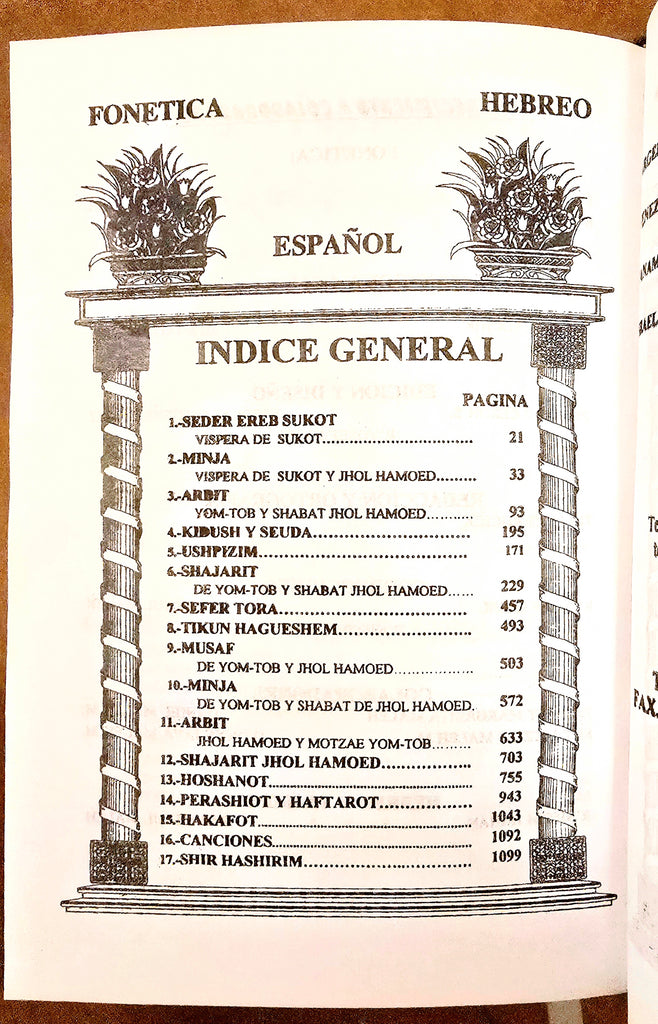 FONETICA
HEBREO
ESPAÑOL
INDICE GENERAL
PAGINA
1.-SEDER EREB SUKOT
VISPERA DE SUKOT.................................. 21
2.-MINJA
VISPERA DE SUKOT Y JHOL HAMOED......... 33
3.-ARBIT
YOM-TOB Y SHABAT JHOL HAMOED........... 93
4.-KIDUSH Y SEUDA.................................. 195
5.-USHPIZIM............................................. 171
6.-SHAJARIT
DE YOM-TOB Y SHABAT JHOL HAMOED...... 229
7.-SEFER TORA......................................... 457
8.-TIKUN HAGUESHEM............................. 493
9.-MUSAF
DE YOM-TOB Y JHOL HAMOED.................. 503
10.-MINJA
DE YOM-TOB Y SHABAT DE JHOL HAMOED. 572
11.-ARBIT
JHOL HAMOED Y MOTZAE YOM-TOB......... 633
12.-SHAJARIT JHOL HAMOED.................... 703
13.-HOSHANOT......................................... 755
14.-PERASHIOT Y HAFTAROT.................... 943
15.-HAKAFOT............................................ 1043
16.-CANCIONES......................................... 1092
17.-SHIR HASHIRIM.................................. 1099
FAX.